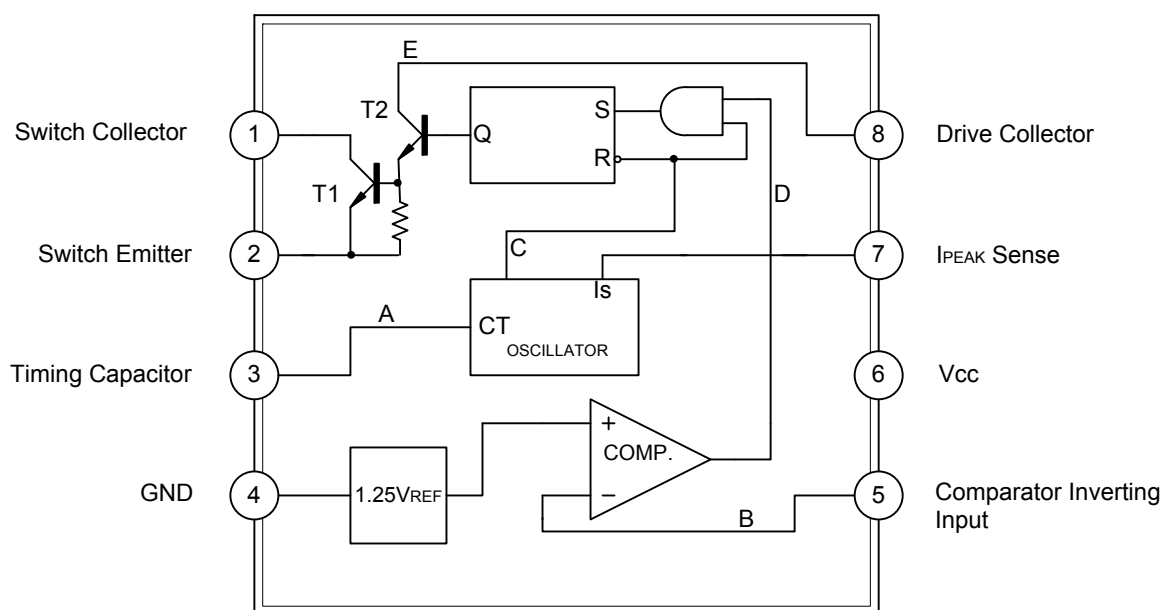 E
T2
S
Switch Collector
1
Q
8
Drive Collector
R
T1
D
Switch Emitter
2
C
7
IPEAK Sense
Is
A
CT
OSCILLATOR
Timing Capacitor
3
6
Vcc
+
COMP.
GND
4
1.25VREF
−
B
5
Comparator Inverting
Input